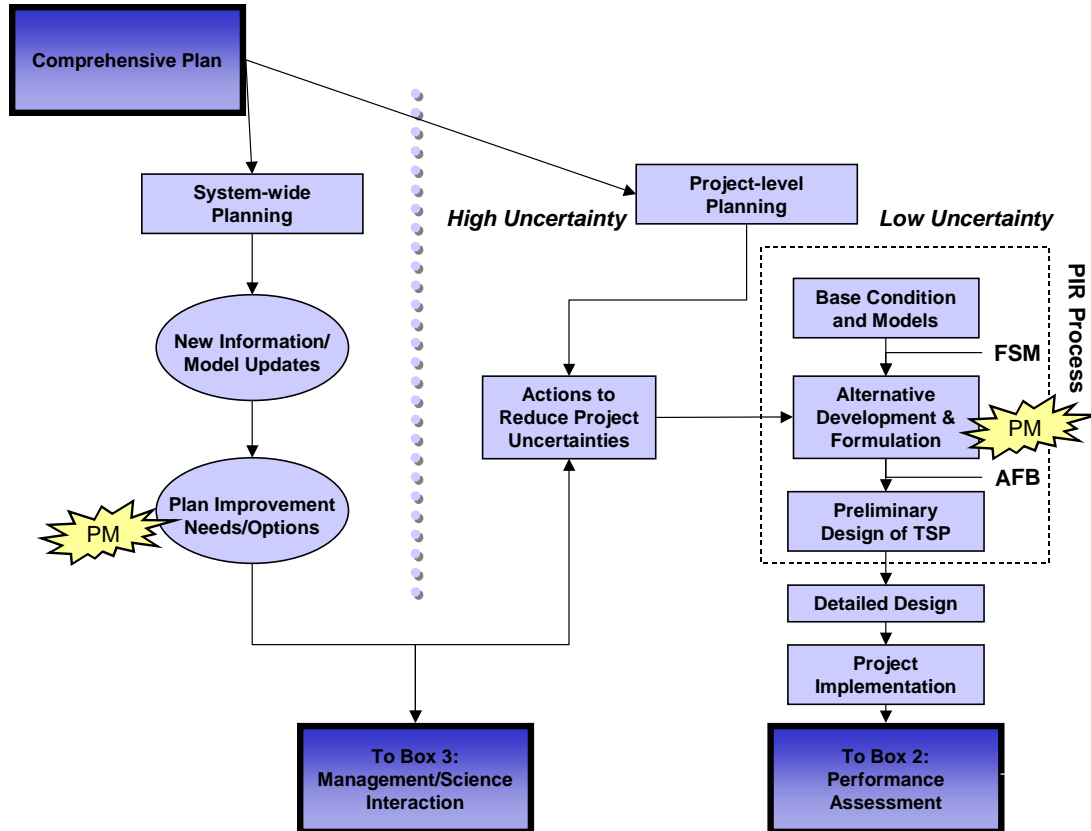 Comprehensive Plan
System-wide
Planning
New Information/
Model Updates
Plan Improvement
Needs/Options
PM
To Box 3:
Management/Science
Interaction
High Uncertainty
Project-level
Planning
Low Uncertainty
Actions to
Reduce Project
Uncertainties
PIR Process
Base Condition
and Models
FSM
Alternative
Development &
Formulation
PM
AFB
Preliminary
Design of TSP
Detailed Design
Project
Implementation
To Box 2:
Performance
Assessment